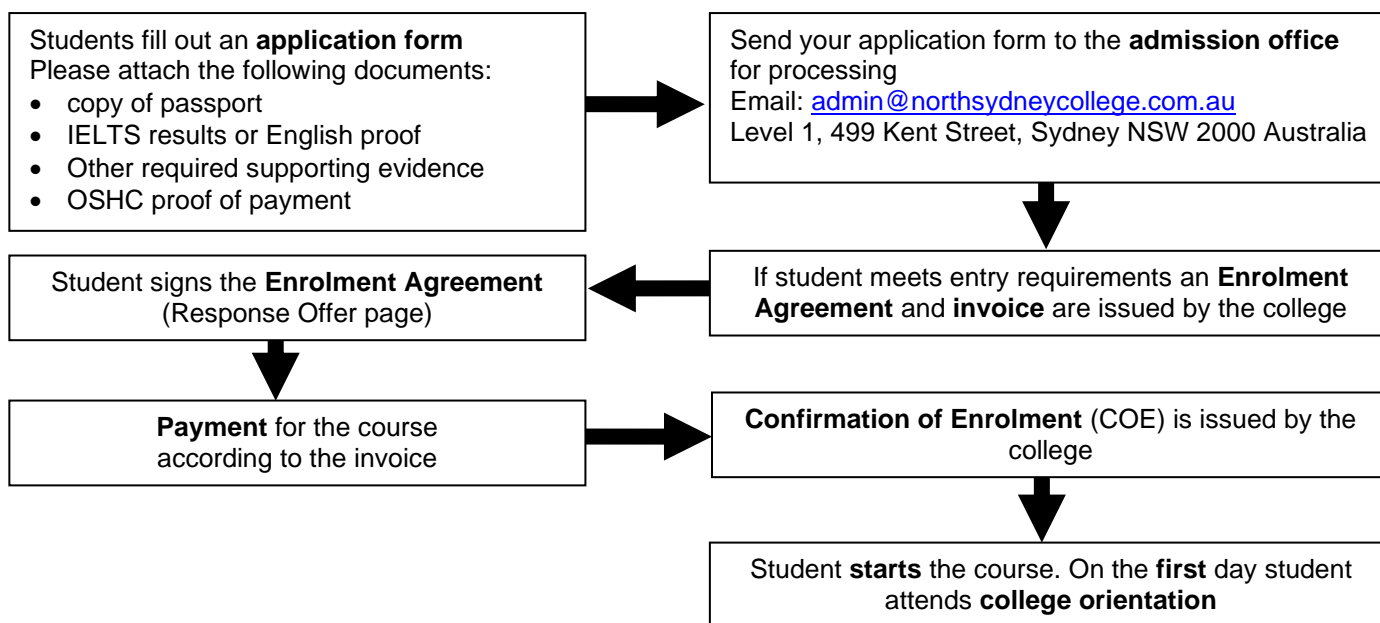 Students fill out an application form
Please attach the following documents:
• copy of passport
• IELTS results or English proof
• Other required supporting evidence
• OSHC proof of payment
Send your application form to the admission office
for processing
Email: admin@northsydneycollege.com.au
Level 1, 499 Kent Street, Sydney NSW 2000 Australia
If student meets entry requirements an Enrolment
Agreement and invoice are issued by the college
Student signs the Enrolment Agreement
(Response Offer page)
Payment for the course
according to the invoice
Confirmation of Enrolment (COE) is issued by the
college
Student starts the course. On the first day student
attends college orientation